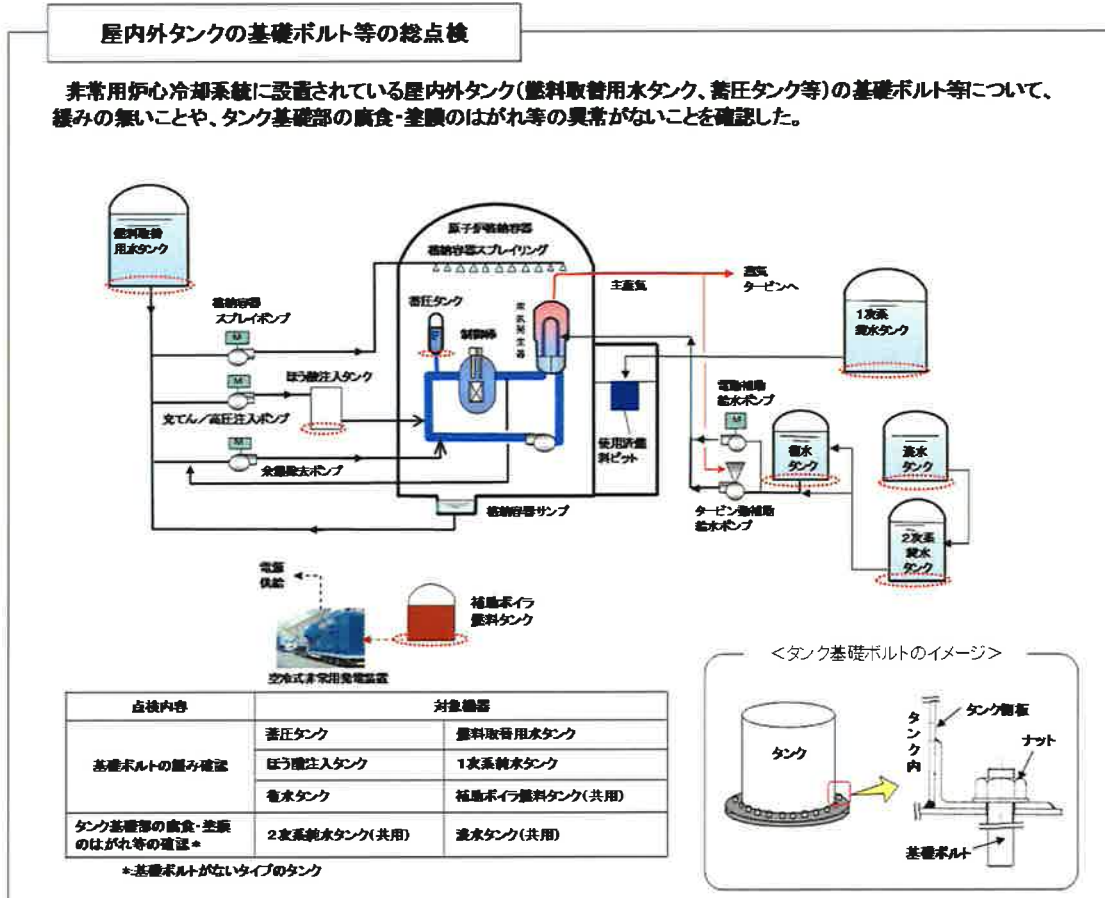 屋内外タンクの基礎ボルト等の総点検
非常用炉心冷却系統に設置されている屋内外タンク(燃料取替用水タンク、蓄圧タンク等)の基礎ボルト等について、
緩みの無いことや、タンク基礎部の腐食・塗膜のはがれ等の異常がないことを確認した。
燃料取替
用水タンク
原子炉格納容器
格納容器スプレイリング
主蒸気
蒸気
タービンへ
格納容器
スプレイポンプ
M
蓄圧タンク
制御棒
蒸気発生器
1次系
純水タンク
M
ほう酸注入タンク
充てん/高圧注入ポンプ
電動補助
給水ポンプ
M
使用済燃
料ピット
復水
タンク
淡水
タンク
M
余熱除去ポンプ
格納容器サンプ
タービン動補助
給水ポンプ
2次系
純水
タンク
電源
供給
補助ボイラ
燃料タンク
空冷式非常用発電装置
点検内容
対象機器
基礎ボルトの緩み確認
蓄圧タンク
燃料取替用水タンク
ほう酸注入タンク
1次系純水タンク
復水タンク
補助ボイラ燃料タンク(共用)
タンク基礎部の腐食・塗膜
のはがれ等の確認*
2次系純水タンク(共用)
淡水タンク(共用)
*:基礎ボルトがないタイプのタンク
<タンク基礎ボルトのイメージ>
タンク
タンク内
タンク側板
ナット
基礎ボルト